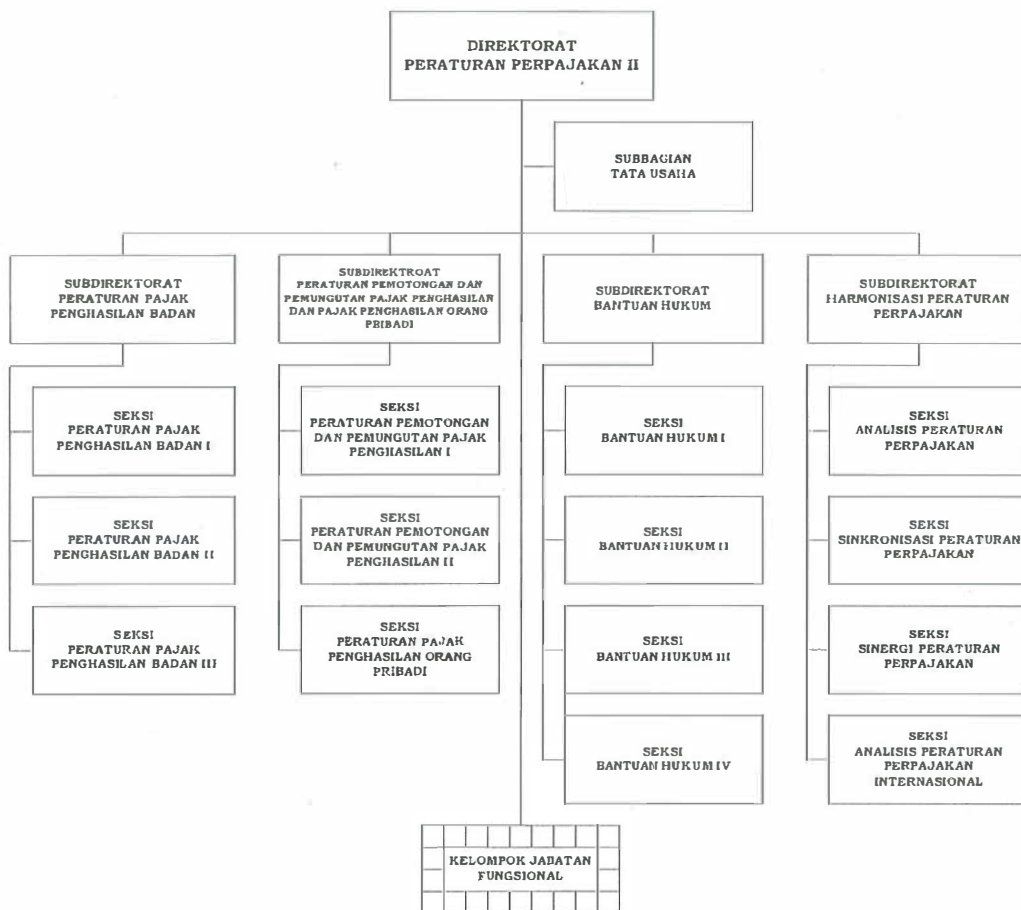 DIREKTORAT
PERATURAN PERPAJAKAN II
SUBBAGIAN
TATA USAHA
SUBDIREKTORAT
PERATURAN PAJAK
PENGHASILAN BADAN
SUBDIREKTROAT
PERATURAN PEMOTONGAN DAN
PEMUNGUTAN PAJAK PENGHASILAN
DAN PAJAK PENGHASILAN ORANG
PRIBADI
SUBDIREKTORAT
BANTUAN HUKUM
SUBDIREKTORAT
HARMONISASI PERATURAN
PERPAJAKAN
SEKSI
PERATURAN PAJAK
PENGHASILAN BADAN I
SEKSI
PERATURAN PEMOTONGAN
DAN PEMUNGUTAN PAJAK
PENGHASILAN I
SEKSI
BANTUAN HUKUM I
SEKSI
ANALISIS PERATURAN
PERPAJAKAN
SEKSI
PERATURAN PAJAK
PENGHASILAN BADAN II
SEKSI
PERATURAN PEMOTONGAN
DAN PEMUNGUTAN PAJAK
PENGHASILAN II
SEKSI
BANTUAN HUKUM II
SEKSI
SINKRONISASI PERATURAN
PERPAJAKAN
SEKSI
PERATURAN PAJAK
PENGHASILAN BADAN III
SEKSI
PERATURAN PAJAK
PENGHASILAN ORANG
PRIBADI
SEKSI
BANTUAN HUKUM III
SEKSI
SINERGI PERATURAN
PERPAJAKAN
SEKSI
BANTUAN HUKUM IV
SEKSI
ANALISIS PERATURAN
PERPAJAKAN
INTERNASIONAL
KELOMPOK JABATAN
FUNGSIONAL